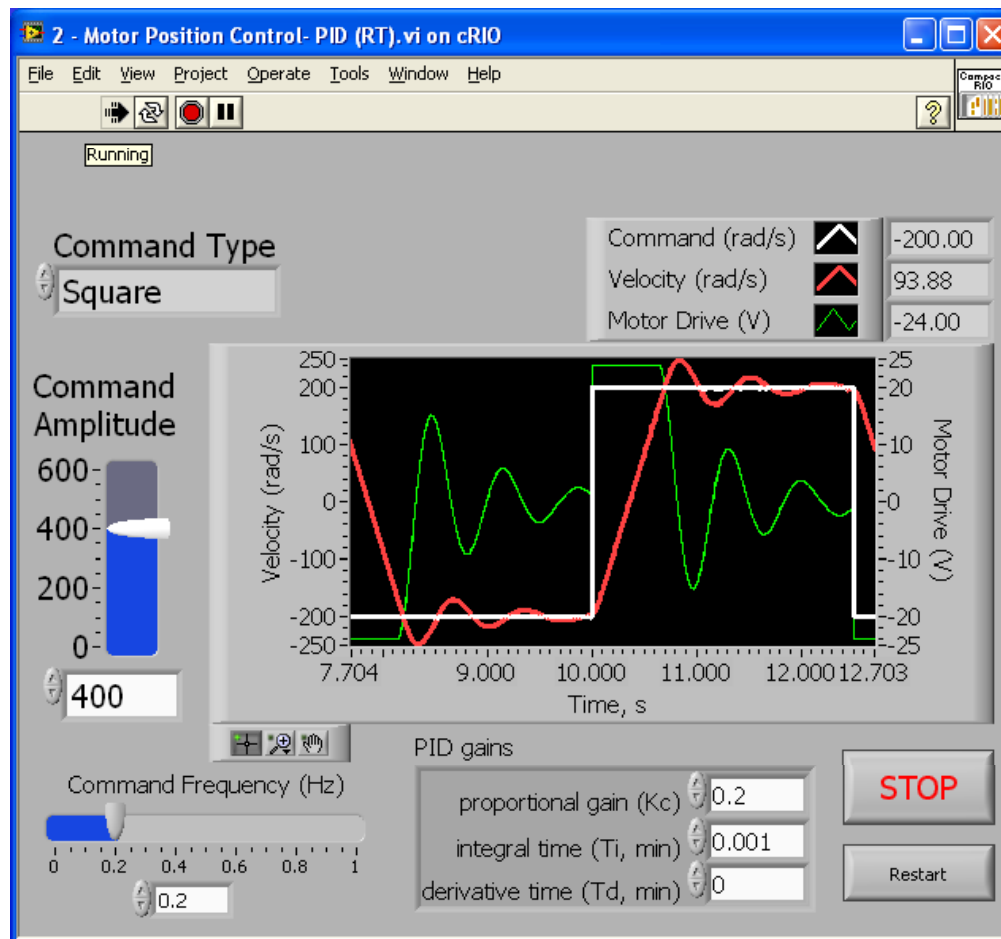 2 - Motor Position Control- PID (RT).vi on cRIO
File Edit View Project Operate Tools Window Help
RIO
Running
Command Type
Square
Command (rad/s) -200.00
Velocity (rad/s) 93.88
Motor Drive (V) -24.00
Command
Amplitude
600
400
200
0
400
Velocity (rad/s)
250
200
100
0
-100
-200
-250
25
20
10
0
-10
-20
-25
Motor Drive (V)
7.704 9.000 10.000 11.000 12.000 12.703
Time, s
Command Frequency (Hz)
0 0.2 0.4 0.6 0.8 1
0.2
PID gains
proportional gain (Kc) 0.2
integral time (Ti, min) 0.001
derivative time (Td, min) 0
STOP
Restart